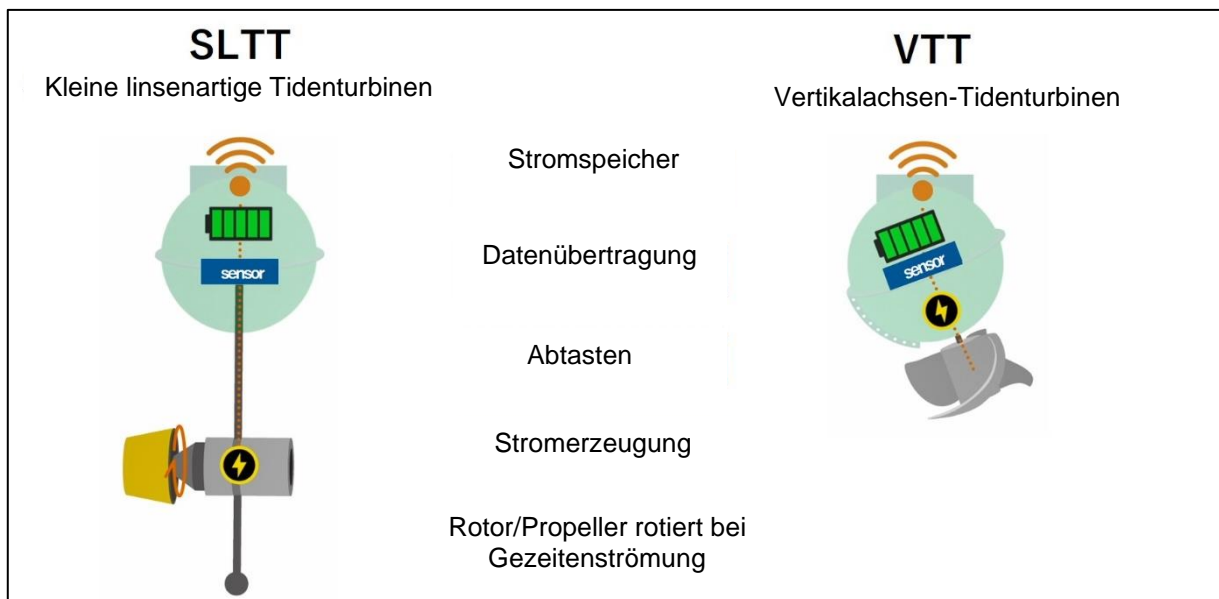 SLTT
Kleine linsenartige Tidenturbinen
VTT
Vertikalachsen-Tidenturbinen
Stromspeicher
Datenübertragung
Abtasten
Stromerzeugung
Rotor/Propeller rotiert bei
Gezeitenströmung
sensor
sensor